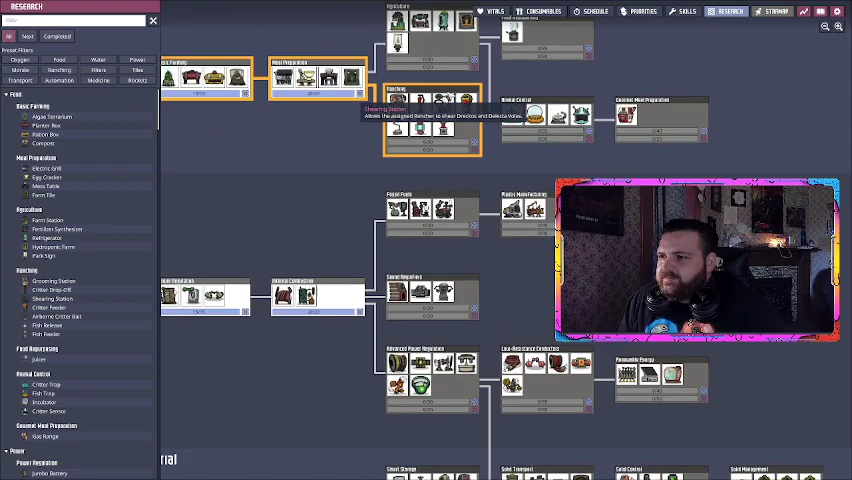 RESEARCH
VITALS
CONSUMABLES
SCHEDULE
PRIORITIES
SKILLS
RESEARCH
STARMAP
All
Next
Completed
Preset Filters
Oxygen
Food
Water
Power
Morale
Ranching
Filters
Tiles
Transport
Automation
Medicine
Rockets
Food
Basic Farming
Algae Terrarium
Planter Box
Ration Box
Compost
Meal Preparation
Electric Grill
Egg Cracker
Mess Table
Farm Tile
Agriculture
Farm Station
Fertilizer Synthesizer
Refrigerator
Hydroponic Farm
Park Sign
Ranching
Grooming Station
Critter Drop-Off
Shearing Station
Critter Feeder
Airborne Critter Bait
Fish Release
Fish Feeder
Food Repurposing
Juicer
Animal Control
Critter Trap
Fish Trap
Incubator
Critter Sensor
Gourmet Meal Preparation
Gas Range
Power
Power Regulation
Jumbo Battery
Meal Preparation
Agriculture
Ranching
Shearing Station
Allows the assigned Rancher to shear Dreckos and Delecta Voles.
Animal Control
Gourmet Meal Preparation
Fossil Fuels
Plastic Manufacturing
Internal Combustion
Sound Amplifiers
Advanced Power Regulation
Low-Resistance Conductors
Renewable Energy
Smart Storage
Solid Transport
Solid Control
Solid Management